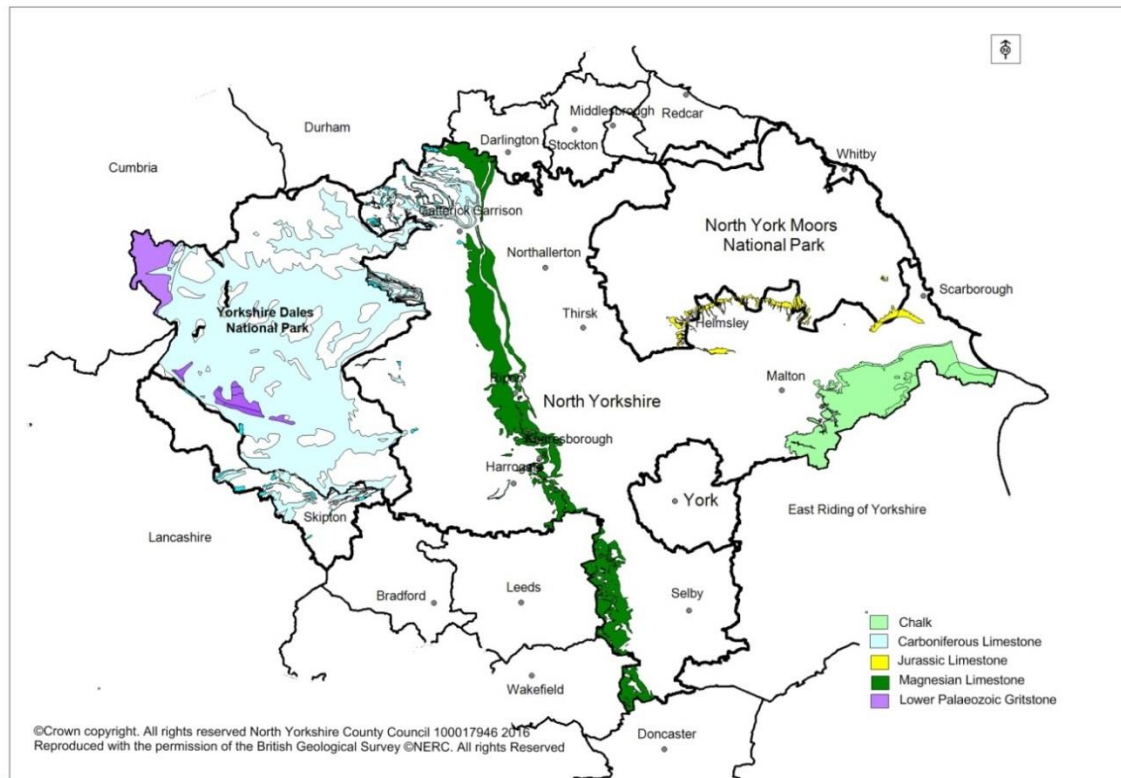 Durham
Cumbria
Darlington
Middlesbrough
Stockton
Redcar
Whitby
Catterick Garrison
North York Moors
National Park
Northallerton
Scarborough
Yorkshire Dales
National Park
Thirsk
Helmsley
Ripon
Malton
North Yorkshire
Knaresborough
Harrogate
York
Skipton
East Riding of Yorkshire
Lancashire
Bradford
Leeds
Selby
Wakefield
Doncaster
Chalk
Carboniferous Limestone
Jurassic Limestone
Magnesian Limestone
Lower Palaeozoic Gritstone
©Crown copyright. All rights reserved North Yorkshire County Council 100017946 2016
Reproduced with the permission of the British Geological Survey ©NERC. All rights Reserved